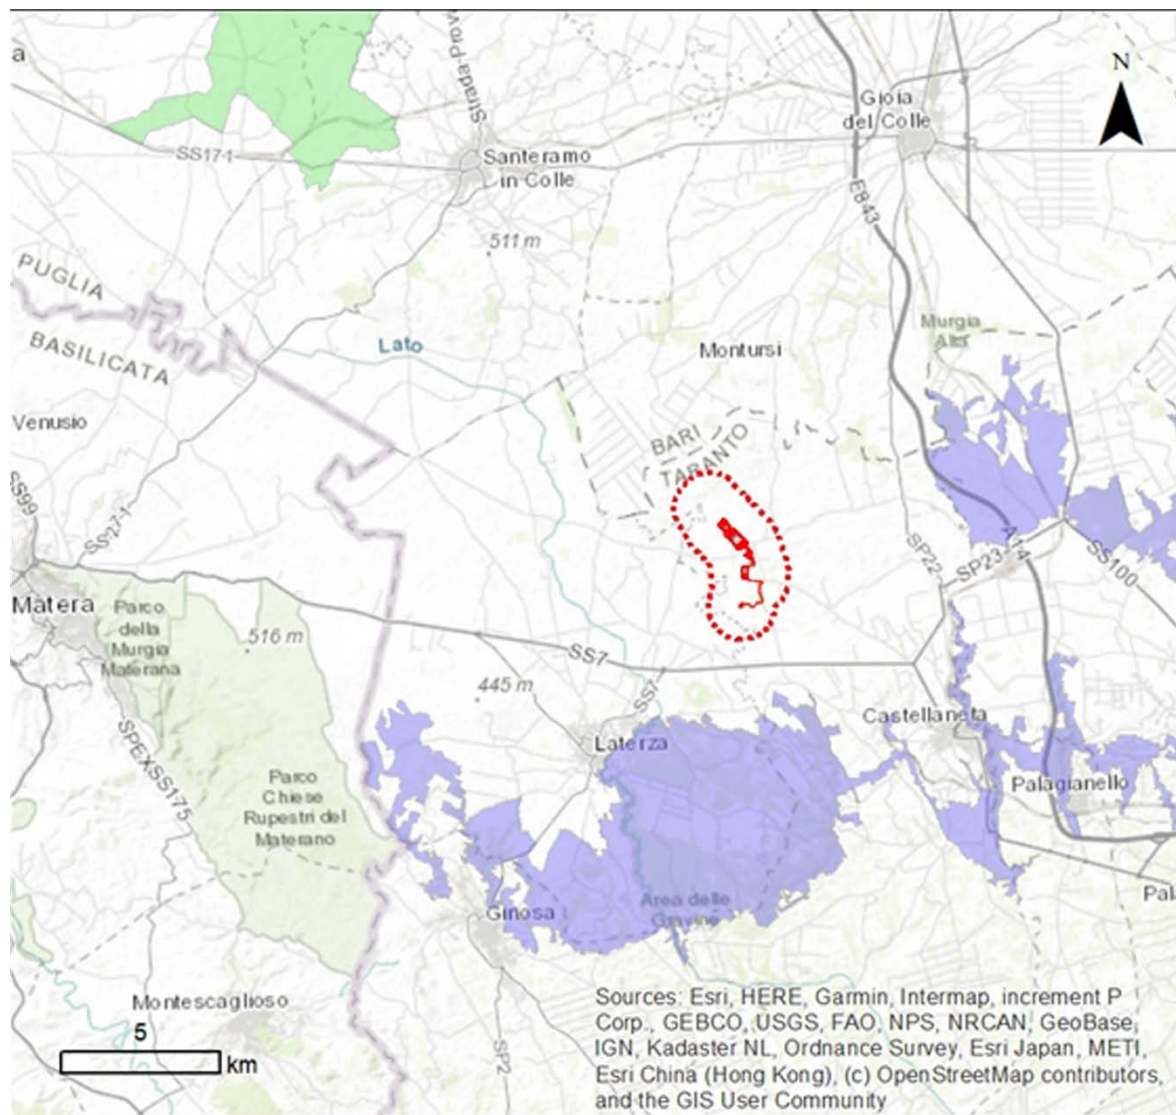 a
Strada Prov
N
Gioia
del Colle
SS171
Santeramo
in Colle
E843
511 m
PUGLIA
BASILICATA
Lato
Montursi
Murgia
Alta
Venusio
BARI
TARANTO
SS99
SS271
SP22
SP23
A14
SS100
Matera
Parco
della
Murgia
Materana
516 m
SS7
445 m
SS7
Castellaneta
Laterza
SPEXSS175
Parco
Chiese
Rupestri del
Materano
Palagianello
Area delle
Gravine
Pal
Ginosa
Montescaglioso
SP2
5
km
Sources: Esri, HERE, Garmin, Intermap, increment P
Corp., GEBCO, USGS, FAO, NPS, NRCAN, GeoBase,
IGN, Kadaster NL, Ordnance Survey, Esri Japan, METI,
Esri China (Hong Kong), (c) OpenStreetMap contributors,
and the GIS User Community